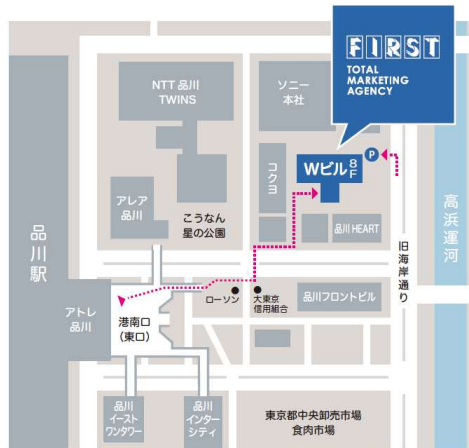 FIRST
TOTAL
MARKETING
AGENCY
NTT 品川
TWINS
ソニー
本社
Wビル 8F
P
コクヨ
アレア
品川
こうなん
星の公園
品川 HEART
品川駅
高浜運河
旧海岸通り
アトレ
品川
港南口
(東口)
ローソン
大東京
信用組合
品川フロントビル
品川
イースト
ワンタワー
品川
インター
シティ
東京都中央卸売市場
食肉市場